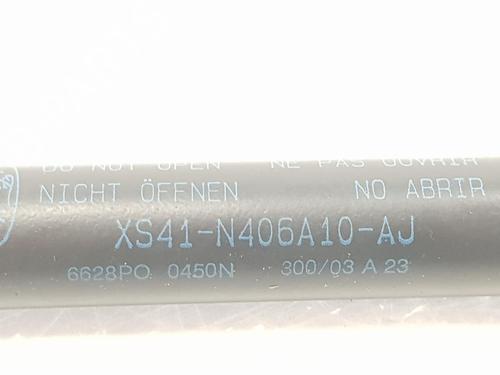 DO NOT OPEN NE PAS OUVRIR
NICHT ÖFFNEN NO ABRIR
XS41-N406A10-AJ
6628PO 0450N 300/03 A 23